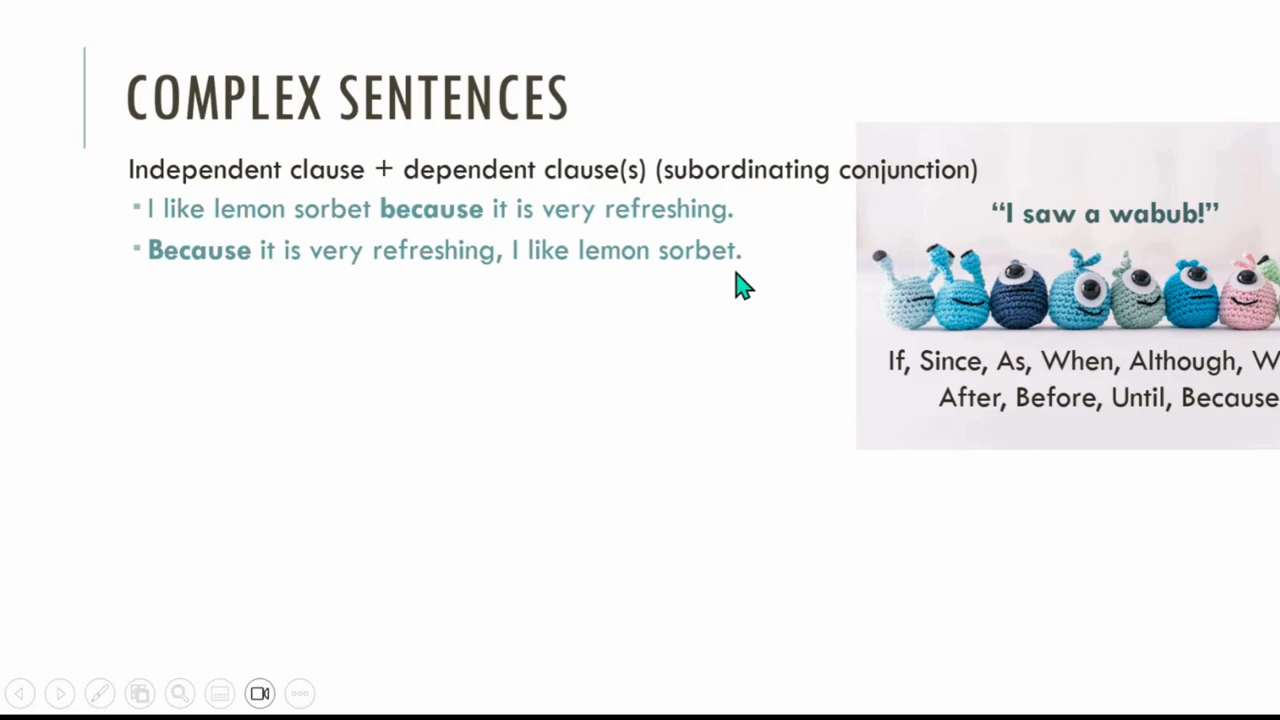 COMPLEX SENTENCES
Independent clause + dependent clause(s) (subordinating conjunction)
I like lemon sorbet because it is very refreshing.
Because it is very refreshing, I like lemon sorbet.
“I saw a wabub!”
If, Since, As, When, Although, W
After, Before, Until, Because